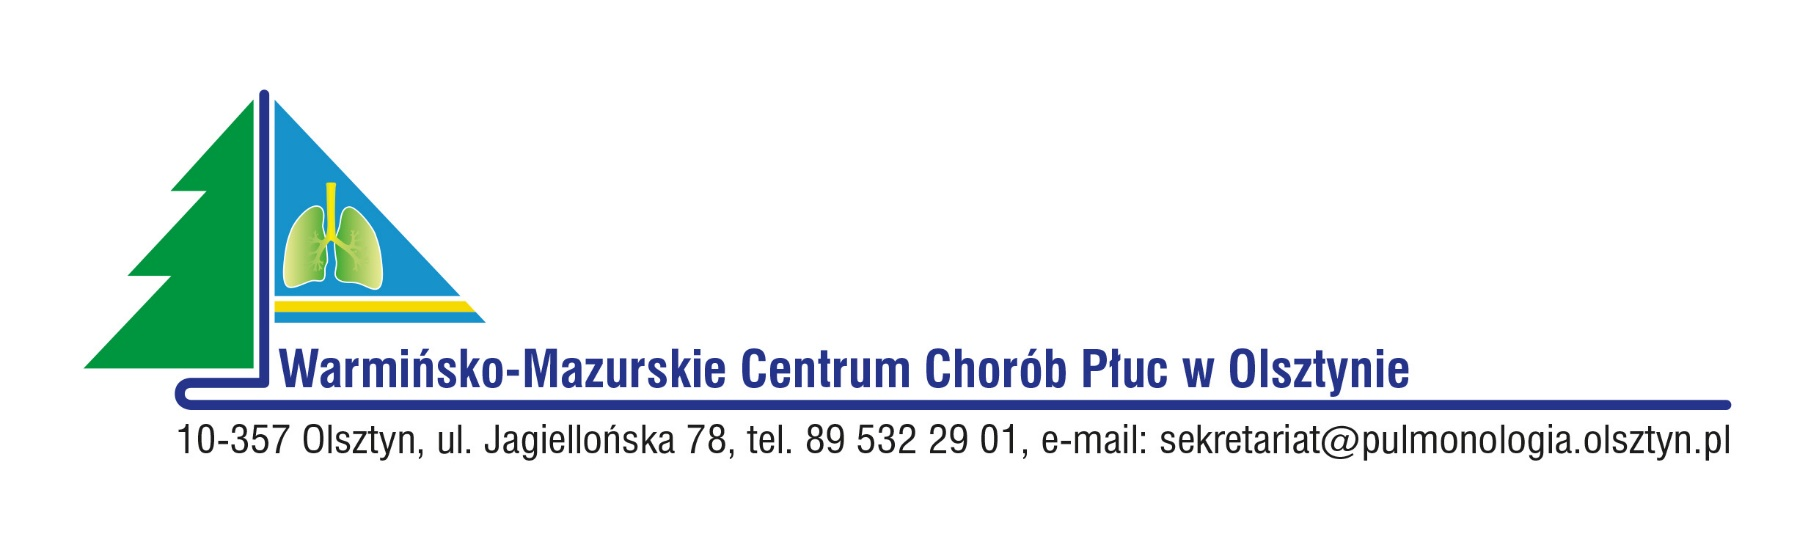 Warmińsko-Mazurskie Centrum Chorób Płuc w Olsztynie
10-357 Olsztyn, ul. Jagiellońska 78, tel. 89 532 29 01, e-mail: sekretariat@pulmonologia.olsztyn.pl